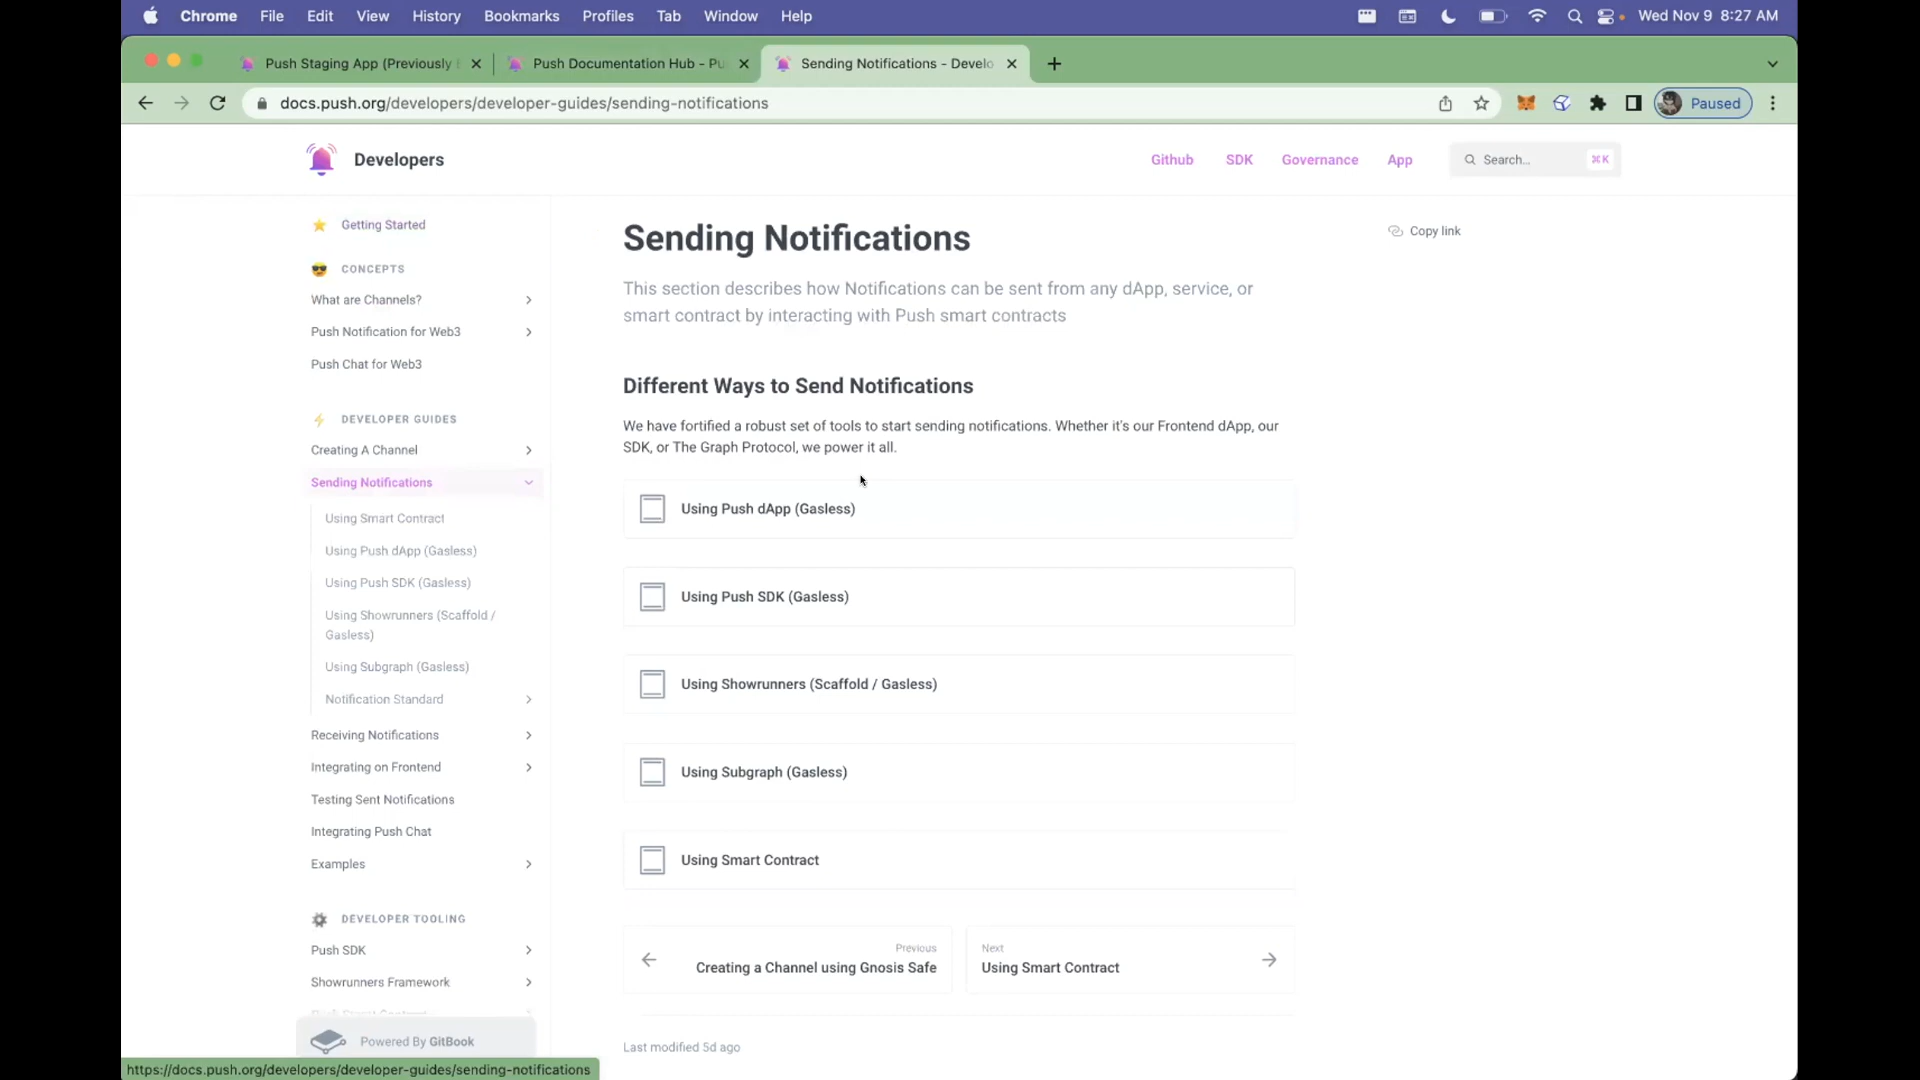 Chrome File Edit View History Bookmarks Profiles Tab Window Help Wed Nov 9 8:27 AM
Push Staging App (Previously Push Documentation Hub - Pu Sending Notifications - Develo
docs.push.org/developers/developer-guides/sending-notifications Paused
Developers Github SDK Governance App Search... ⌘K
Getting Started
CONCEPTS
What are Channels?
Push Notification for Web3
Push Chat for Web3
DEVELOPER GUIDES
Creating A Channel
Sending Notifications
Using Smart Contract
Using Push dApp (Gasless)
Using Push SDK (Gasless)
Using Showrunners (Scaffold /
Gasless)
Using Subgraph (Gasless)
Notification Standard
Receiving Notifications
Integrating on Frontend
Testing Sent Notifications
Integrating Push Chat
Examples
DEVELOPER TOOLING
Push SDK
Showrunners Framework
Powered By GitBook
Sending Notifications
Copy link
This section describes how Notifications can be sent from any dApp, service, or
smart contract by interacting with Push smart contracts
Different Ways to Send Notifications
We have fortified a robust set of tools to start sending notifications. Whether it's our Frontend dApp, our
SDK, or The Graph Protocol, we power it all.
Using Push dApp (Gasless)
Using Push SDK (Gasless)
Using Showrunners (Scaffold / Gasless)
Using Subgraph (Gasless)
Using Smart Contract
Previous
Creating a Channel using Gnosis Safe
Next
Using Smart Contract
Last modified 5d ago
https://docs.push.org/developers/developer-guides/sending-notifications